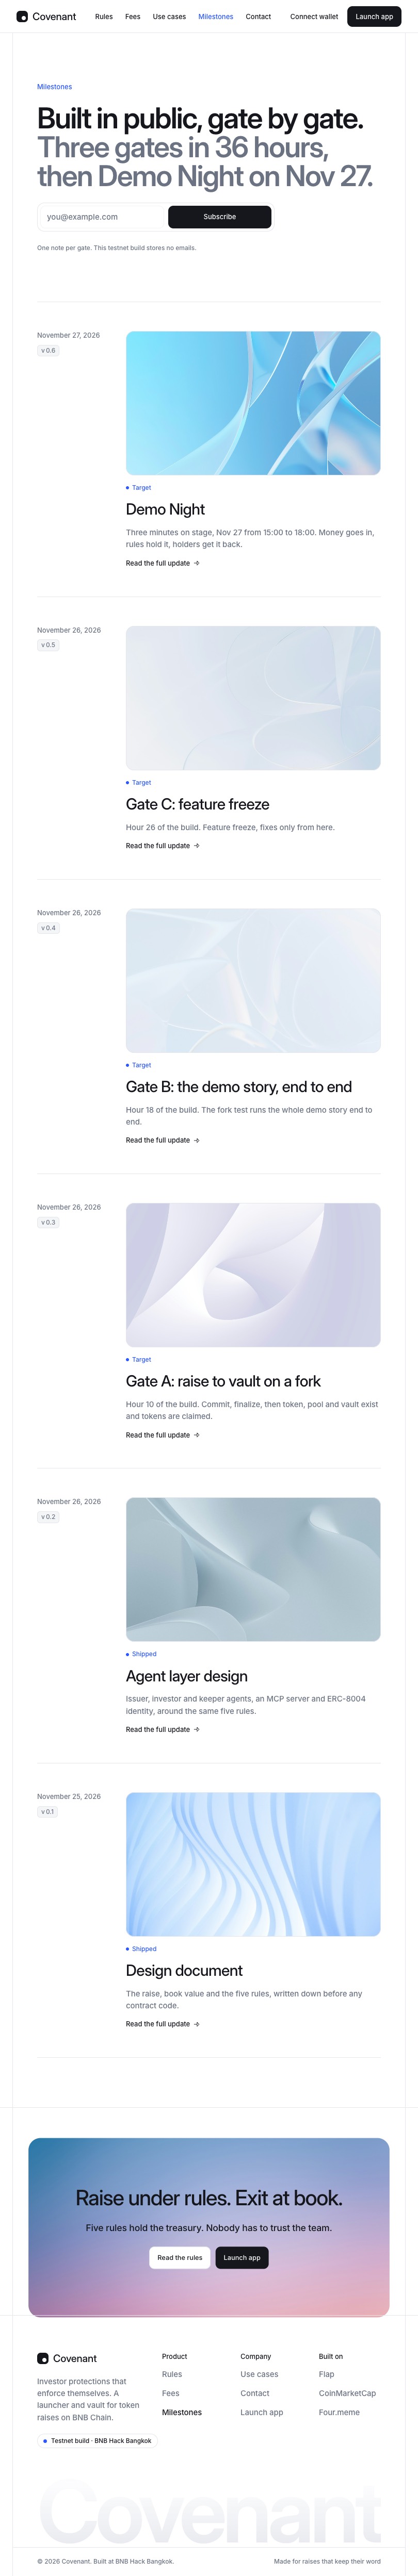 Covenant
Rules
Fees
Use cases
Milestones
Contact
Connect wallet
Launch app
Milestones
Built in public, gate by gate.
Three gates in 36 hours,
then Demo Night on Nov 27.
you@example.com
Subscribe
One note per gate. This testnet build stores no emails.
November 27, 2026
v 0.6
Target
Demo Night
Three minutes on stage, Nov 27 from 15:00 to 18:00. Money goes in,
rules hold it, holders get it back.
Read the full update →
November 26, 2026
v 0.5
Target
Gate C: feature freeze
Hour 26 of the build. Feature freeze, fixes only from here.
Read the full update →
November 26, 2026
v 0.4
Target
Gate B: the demo story, end to end
Hour 18 of the build. The fork test runs the whole demo story end to
end.
Read the full update →
November 26, 2026
v 0.3
Target
Gate A: raise to vault on a fork
Hour 10 of the build. Commit, finalize, then token, pool and vault exist
and tokens are claimed.
Read the full update →
November 26, 2026
v 0.2
Shipped
Agent layer design
Issuer, investor and keeper agents, an MCP server and ERC-8004
identity, around the same five rules.
Read the full update →
November 25, 2026
v 0.1
Shipped
Design document
The raise, book value and the five rules, written down before any
contract code.
Read the full update →
Raise under rules. Exit at book.
Five rules hold the treasury. Nobody has to trust the team.
Read the rules
Launch app
Covenant
Investor protections that
enforce themselves. A
launcher and vault for token
raises on BNB Chain.
Testnet build · BNB Hack Bangkok
Product
Rules
Fees
Milestones
Company
Use cases
Contact
Launch app
Built on
Flap
CoinMarketCap
Four.meme
Covenant
© 2026 Covenant. Built at BNB Hack Bangkok.
Made for raises that keep their word